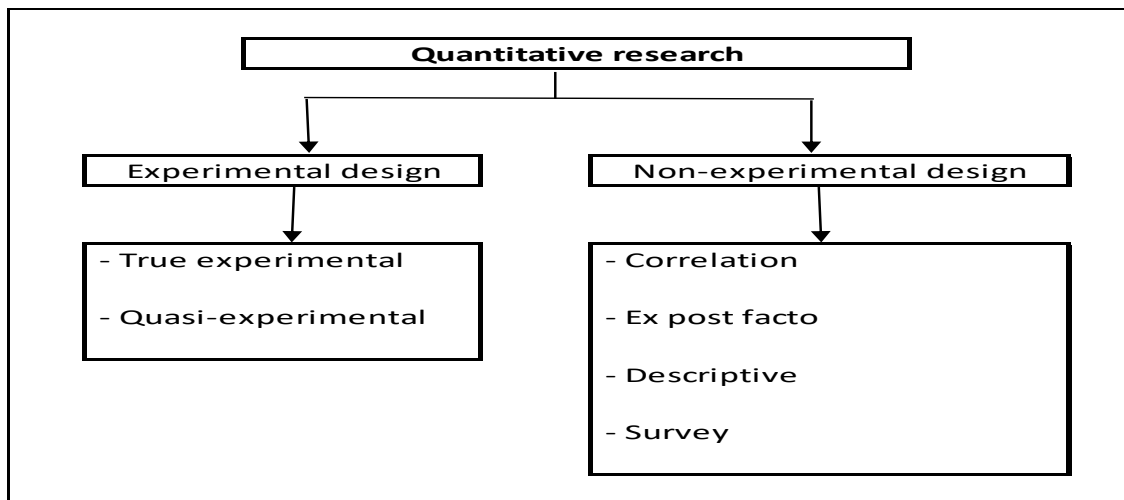 Quantitative research
Experimental design
Non-experimental design
- True experimental
- Quasi-experimental
- Correlation
- Ex post facto
- Descriptive
- Survey